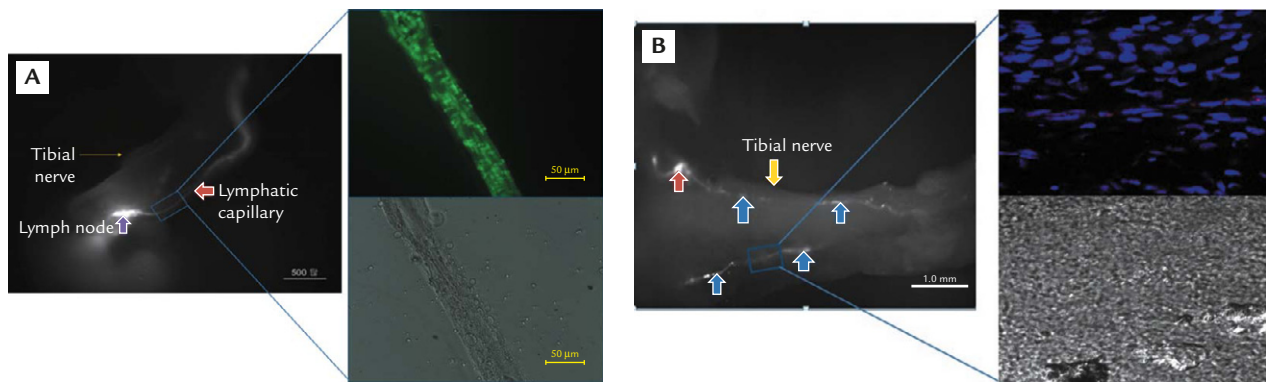 A
Tibial
nerve
Lymph node
Lymphatic
capillary
50 µm
50 µm
B
Tibial nerve
1.0 mm